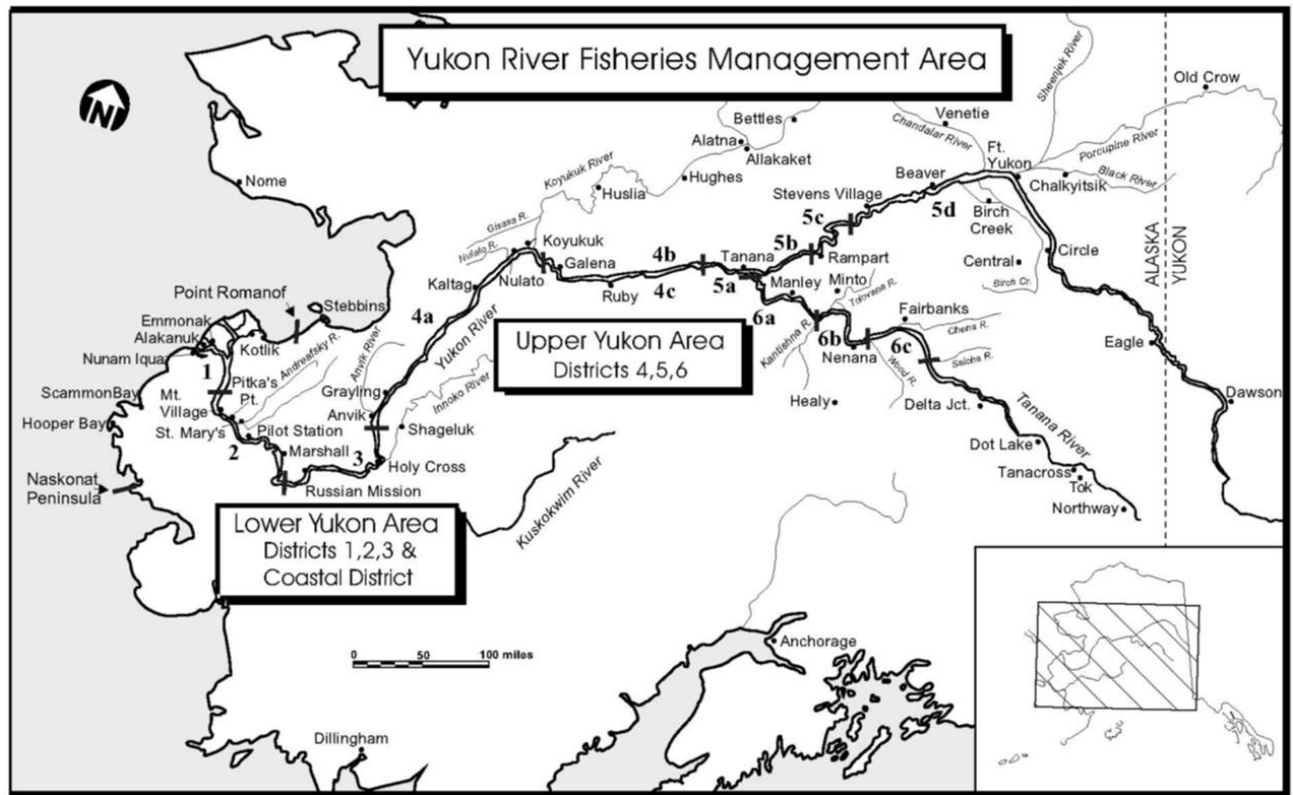 Yukon River Fisheries Management Area
N
Old Crow
Sheenjek River
Venetie
Bettles
Chandalar River
Ft.
Yukon
Porcupine River
Alatna
Allakaket
Black River
Chalkyitsik
Beaver
Hughes
Koyukuk River
Huslia
Stevens Village
5d
Birch
Creek
Nome
5c
Gisasa R.
Koyukuk
5b
ALASKA
YUKON
Nulato R.
Galena
4b
Tanana
Rampart
Central
Circle
Kaltag
Nulato
Ruby
4c
5a
Manley
Minto
Birch Cr.
Point Romanof
Stebbins
Tolovana R.
6a
Fairbanks
4a
Emmonak
Alakanuk
Kotlik
Nunam Iqua
Andreafsky R.
Anvik River
Yukon River
Upper Yukon Area
Districts 4,5,6
Kantishna R.
6b
Nenana
6c
Chena R.
Salcha R.
Eagle
1
Wood R.
Pitka's
Pt.
Grayling
Innoko River
ScammonBay
Mt.
Village
Anvik
Healy
Delta Jct.
Tanana River
Dawson
Hooper Bay
St. Mary's
Pilot Station
Shageluk
2
Marshall
3
Holy Cross
Dot Lake
Naskonat
Peninsula
Russian Mission
Tanacross
Tok
Northway
Kuskokwim River
Lower Yukon Area
Districts 1,2,3 &
Coastal District
Anchorage
0 50 100 miles
Dillingham